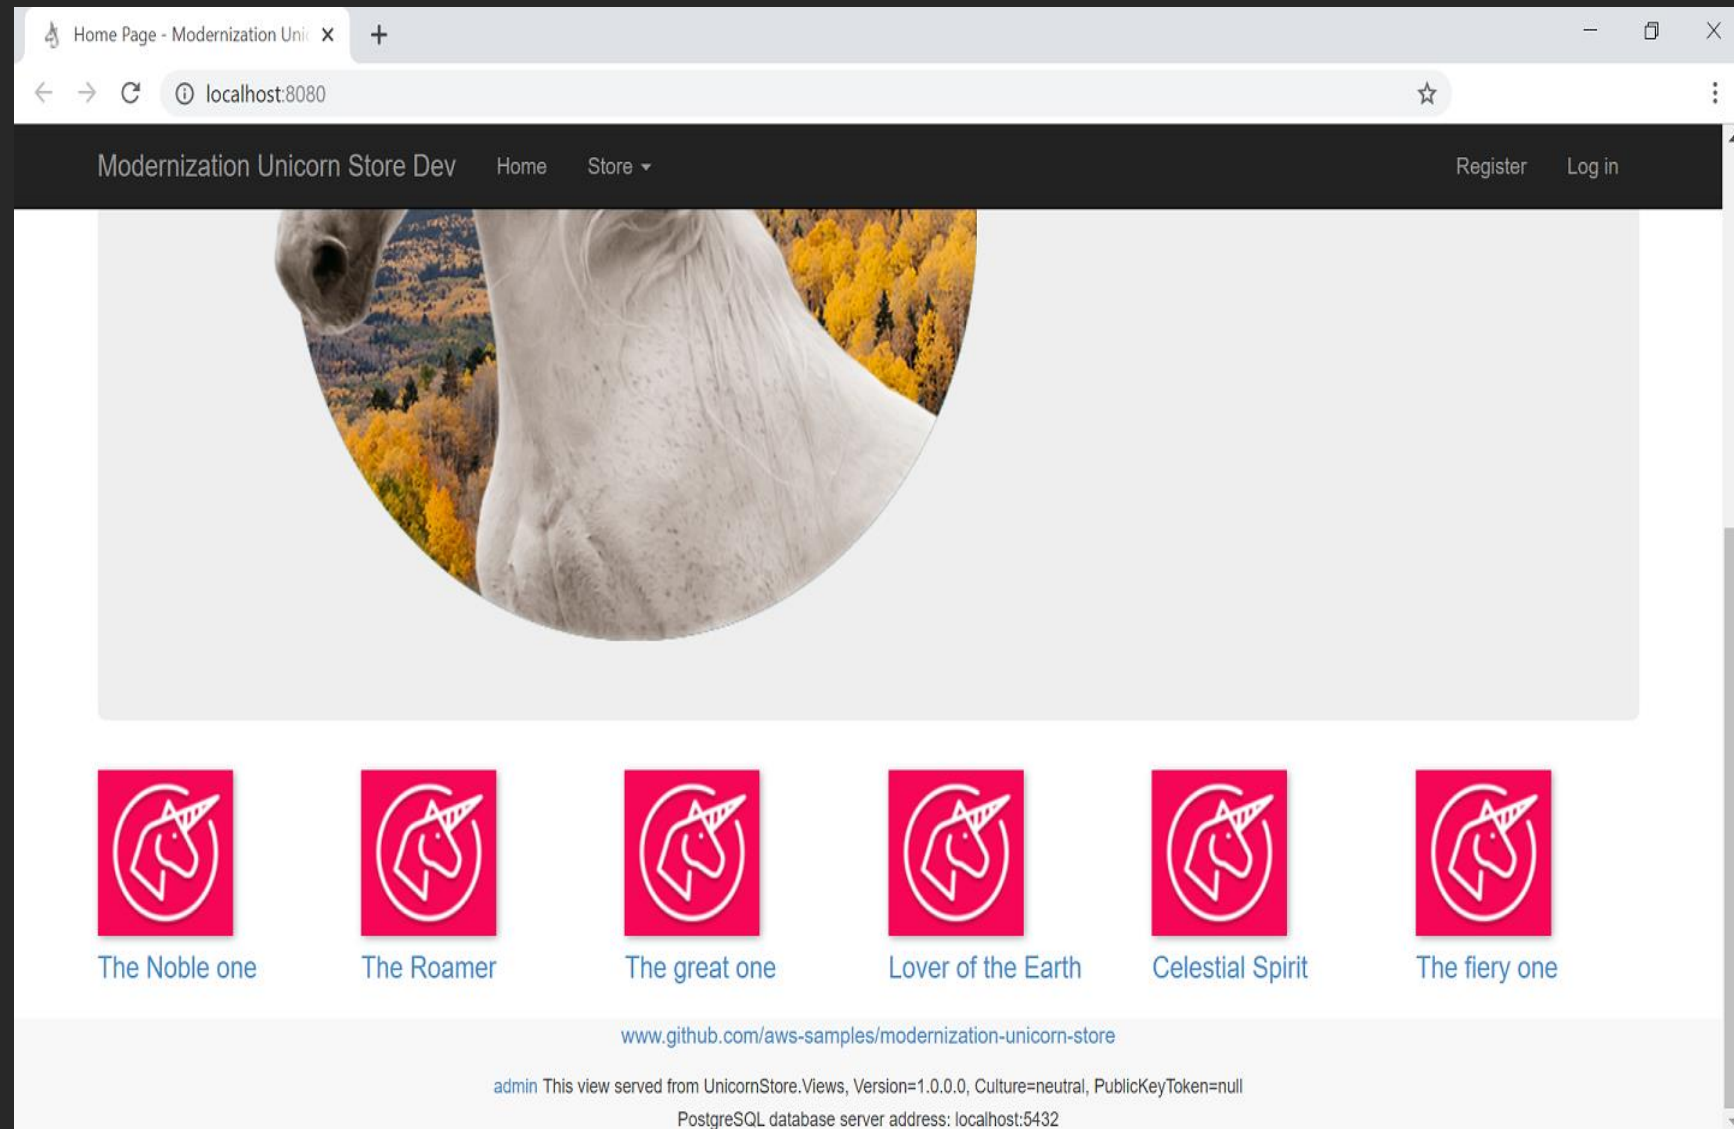 Home Page - Modernization Uni
localhost:8080
Modernization Unicorn Store Dev Home Store Register Log in
The Noble one The Roamer The great one Lover of the Earth Celestial Spirit The fiery one
www.github.com/aws-samples/modernization-unicorn-store
admin This view served from UnicornStore.Views, Version=1.0.0.0, Culture=neutral, PublicKeyToken=null
PostgreSQL database server address: localhost:5432